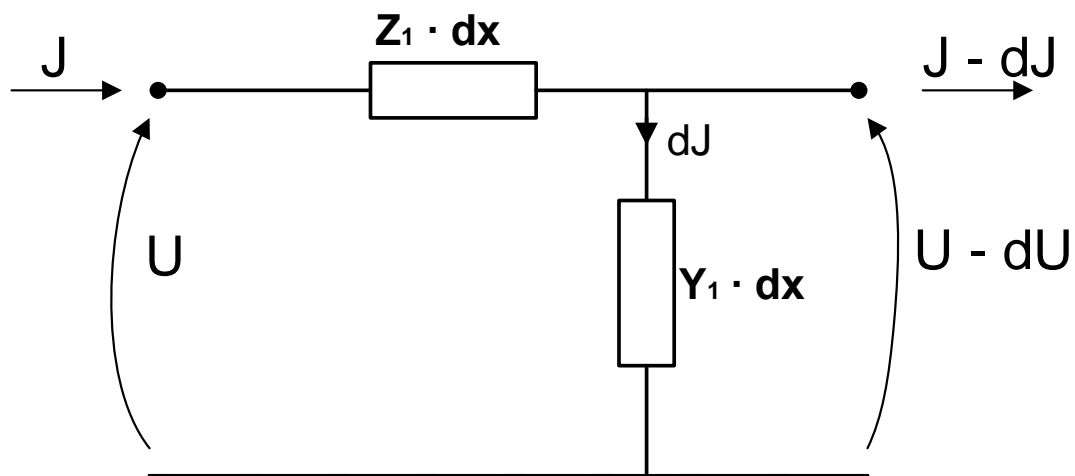 Z₁ · dx
J
J - dJ
dJ
U
U - dU
Y₁ · dx